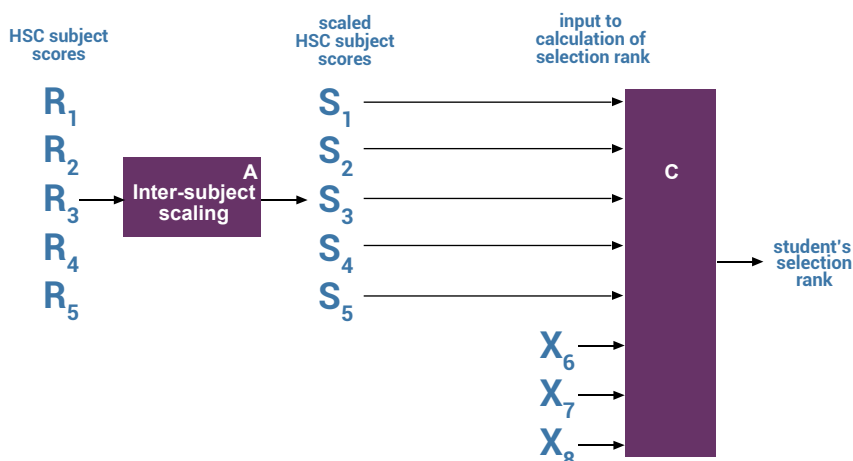 HSC subject
scores
scaled
HSC subject
scores
input to
calculation of
selection rank
R1
R2
R3
R4
R5
A
Inter-subject
scaling
S1
S2
S3
S4
S5
X6
X7
X8
C
student's
selection
rank